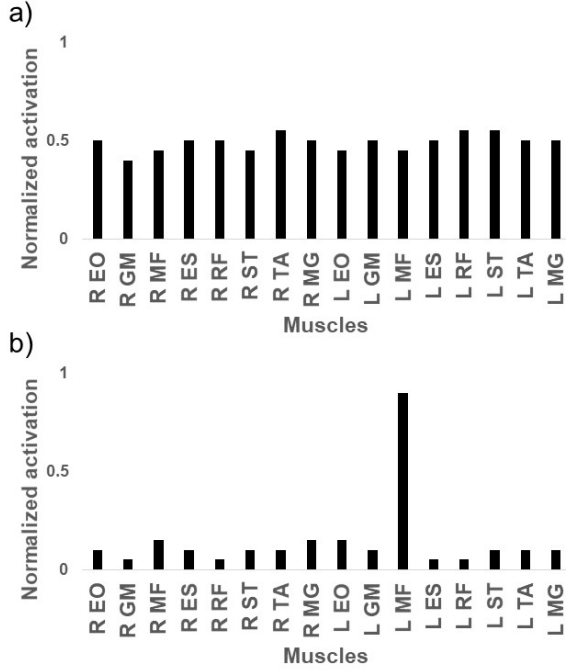 a)
Normalized activation
1
0.5
0
R EO
R GM
R MF
R ES
R RF
R ST
R TA
R MG
L EO
L GM
L MF
L ES
L RF
L ST
L TA
L MG
Muscles
b)
Normalized activation
1
0.5
0
R EO
R GM
R MF
R ES
R RF
R ST
R TA
R MG
L EO
L GM
L MF
L ES
L RF
L ST
L TA
L MG
Muscles